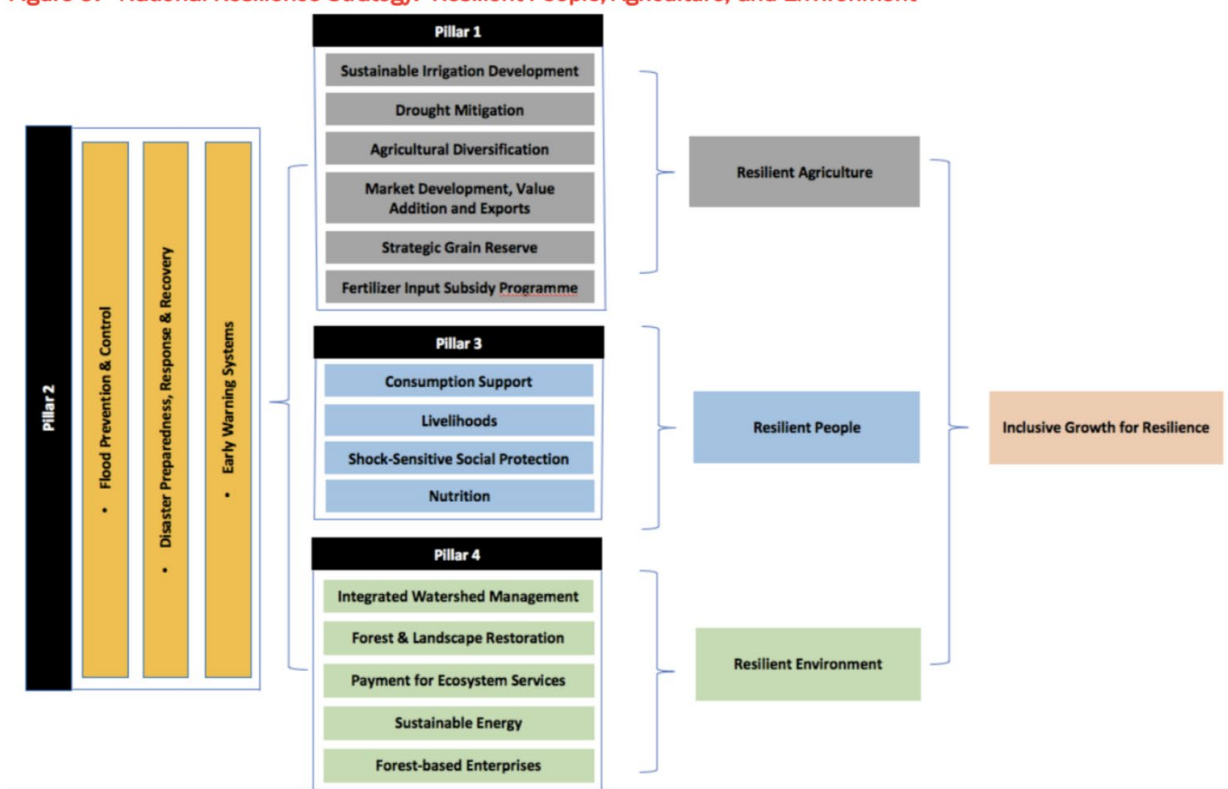 Pillar 2
• Flood Prevention & Control
• Disaster Preparedness, Response & Recovery
• Early Warning Systems
Pillar 1
Sustainable Irrigation Development
Drought Mitigation
Agricultural Diversification
Market Development, Value
Addition and Exports
Strategic Grain Reserve
Fertilizer Input Subsidy Programme
Resilient Agriculture
Pillar 3
Consumption Support
Livelihoods
Shock-Sensitive Social Protection
Nutrition
Resilient People
Pillar 4
Integrated Watershed Management
Forest & Landscape Restoration
Payment for Ecosystem Services
Sustainable Energy
Forest-based Enterprises
Resilient Environment
Inclusive Growth for Resilience